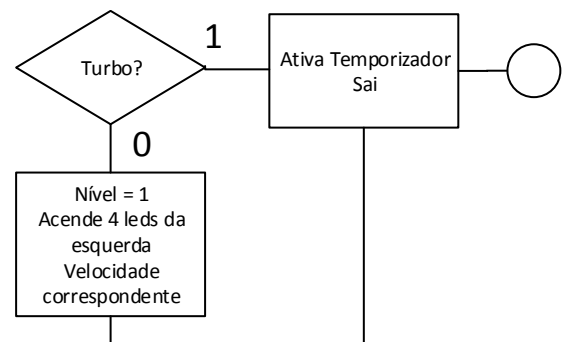 Turbo?
1
Ativa Temporizador
Sai
0
Nível = 1
Acende 4 leds da
esquerda
Velocidade
correspondente